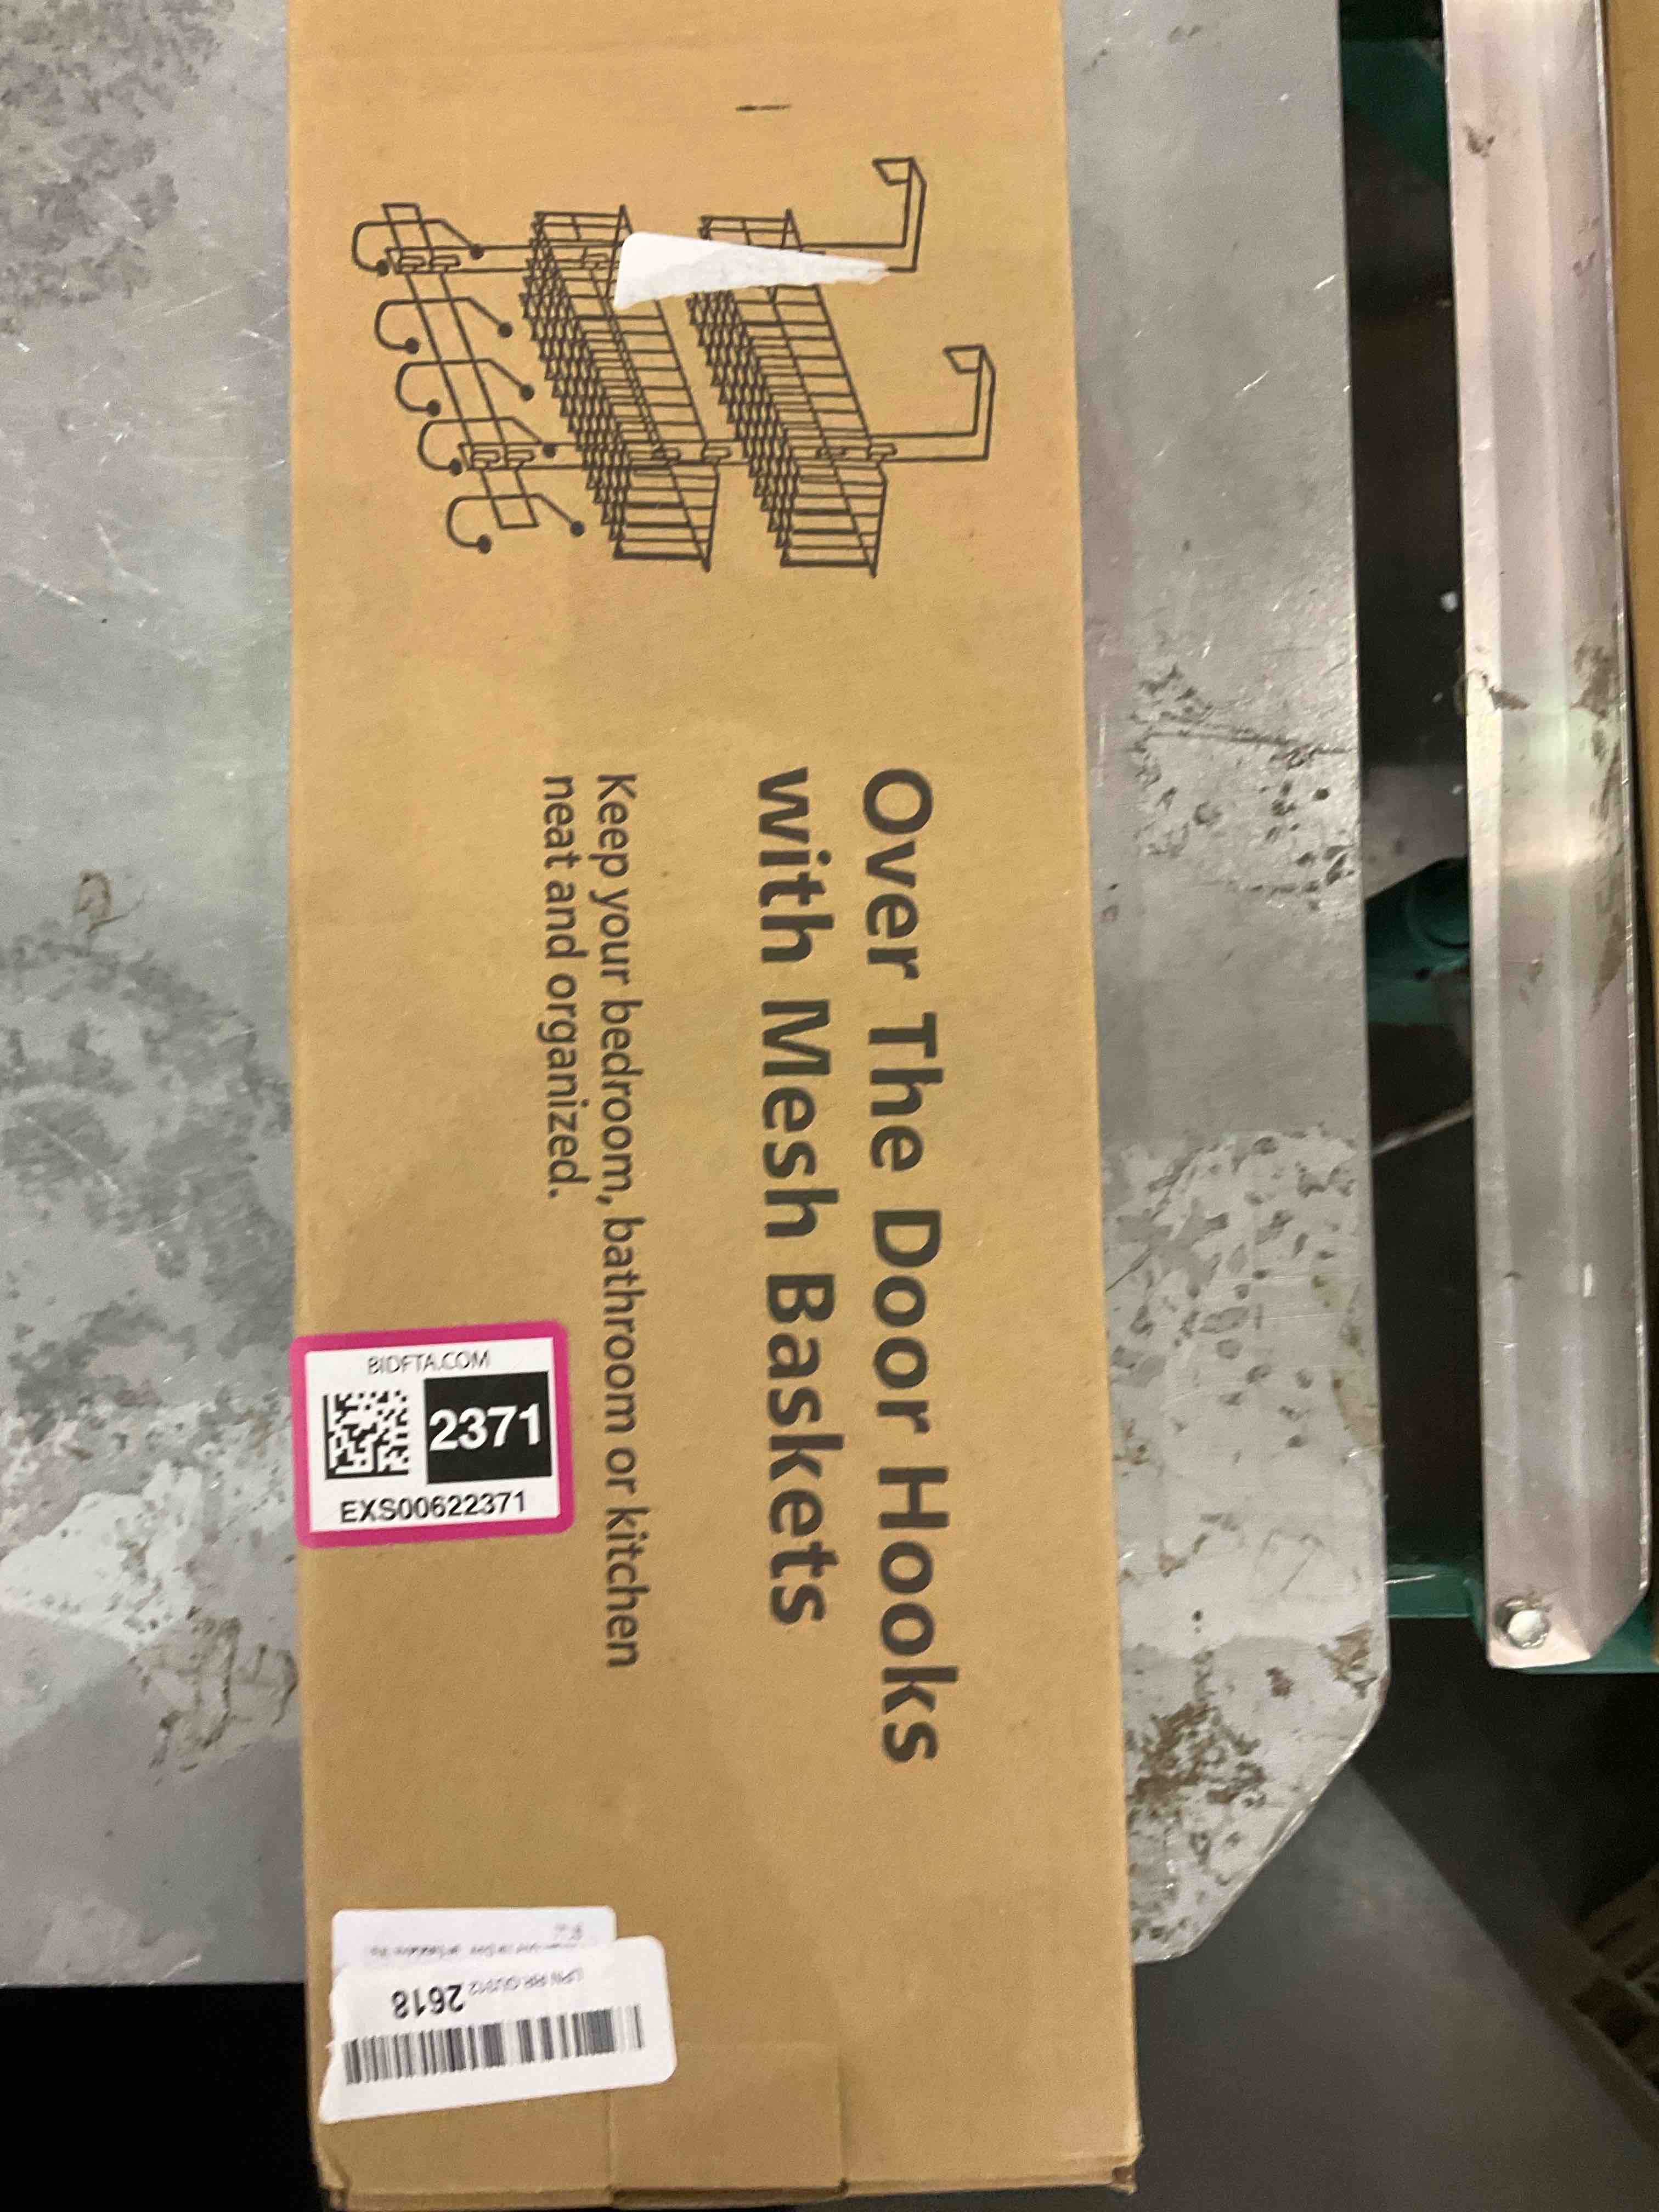 Over The Door Hooks
with Mesh Baskets
Keep your bedroom, bathroom or kitchen
neat and organized.
BIDFTA.COM
2371
EXS00622371
2618